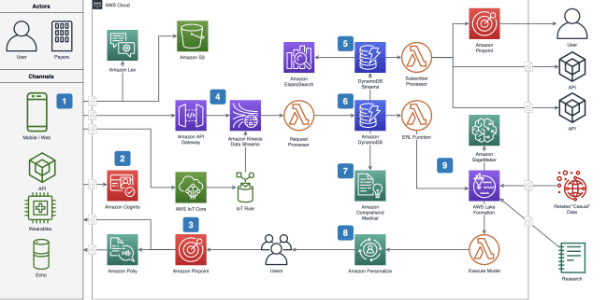 Actors
User
Payers
Channels
1
Mobile / Web
API
Wearables
Echo
AWS Cloud
Amazon Lex
Amazon S3
2
Amazon Cognito
Amazon API
Gateway
4
Amazon Kinesis
Data Streams
AWS IoT Core
IoT Rule
3
Amazon Polly
Amazon Pinpoint
Users
Amazon
ElasticSearch
Request
Processor
5
DynamoDB
Streams
6
Amazon
DynamoDB
7
Amazon
Comprehend
Medical
8
Amazon Personalize
Subscriber
Processor
ERL Function
Amazon
Pinpoint
Amazon
SageMaker
9
AWS Lake
Formation
Execute Model
User
API
API
Related "Casual"
Data
Research